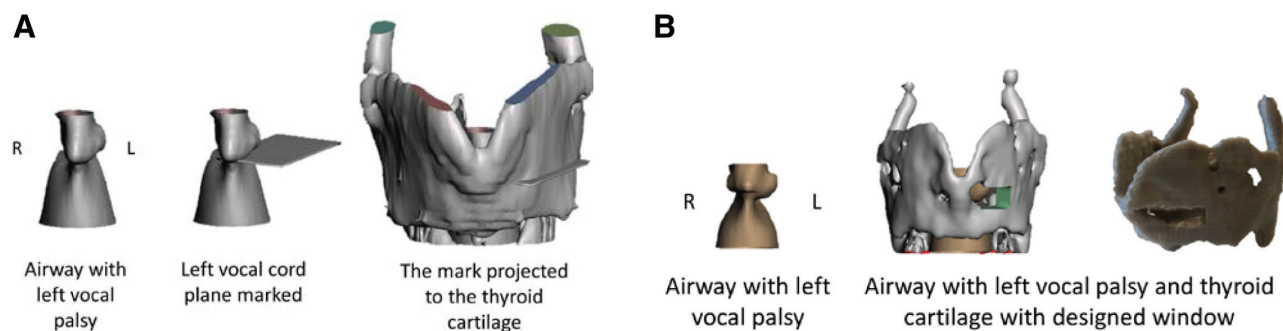 A
B
R
L
R
L
Airway with
left vocal
palsy
Left vocal cord
plane marked
The mark projected
to the thyroid
cartilage
Airway with left
vocal palsy
Airway with left vocal palsy and thyroid
cartilage with designed window